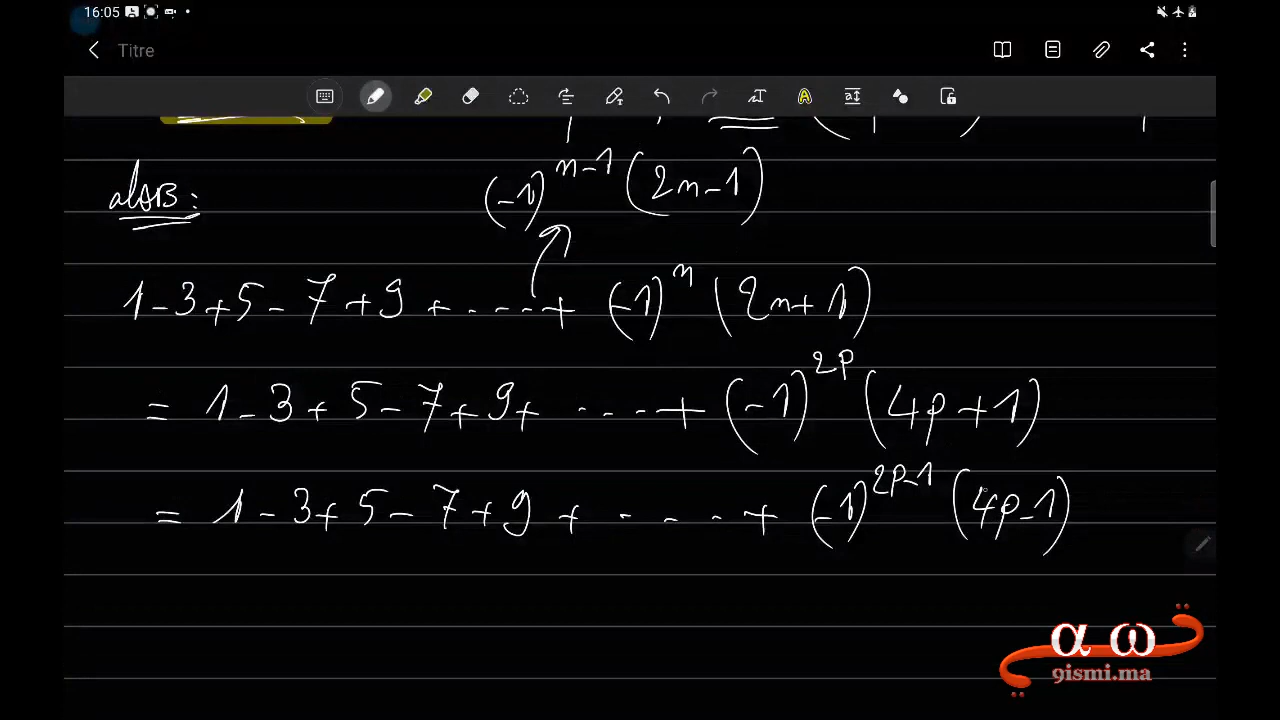 16:05
Titre
alors :
(-1)^{n-1} (2n-1)
1-3+5-7+9+.....+ (-1)^n (2n+1)
= 1-3+5-7+9+ ....+ (-1)^{2p} (4p+1)
= 1-3+5-7+9 + ....+ (-1)^{2p-1} (4p-1)
α ω
9ismi.ma